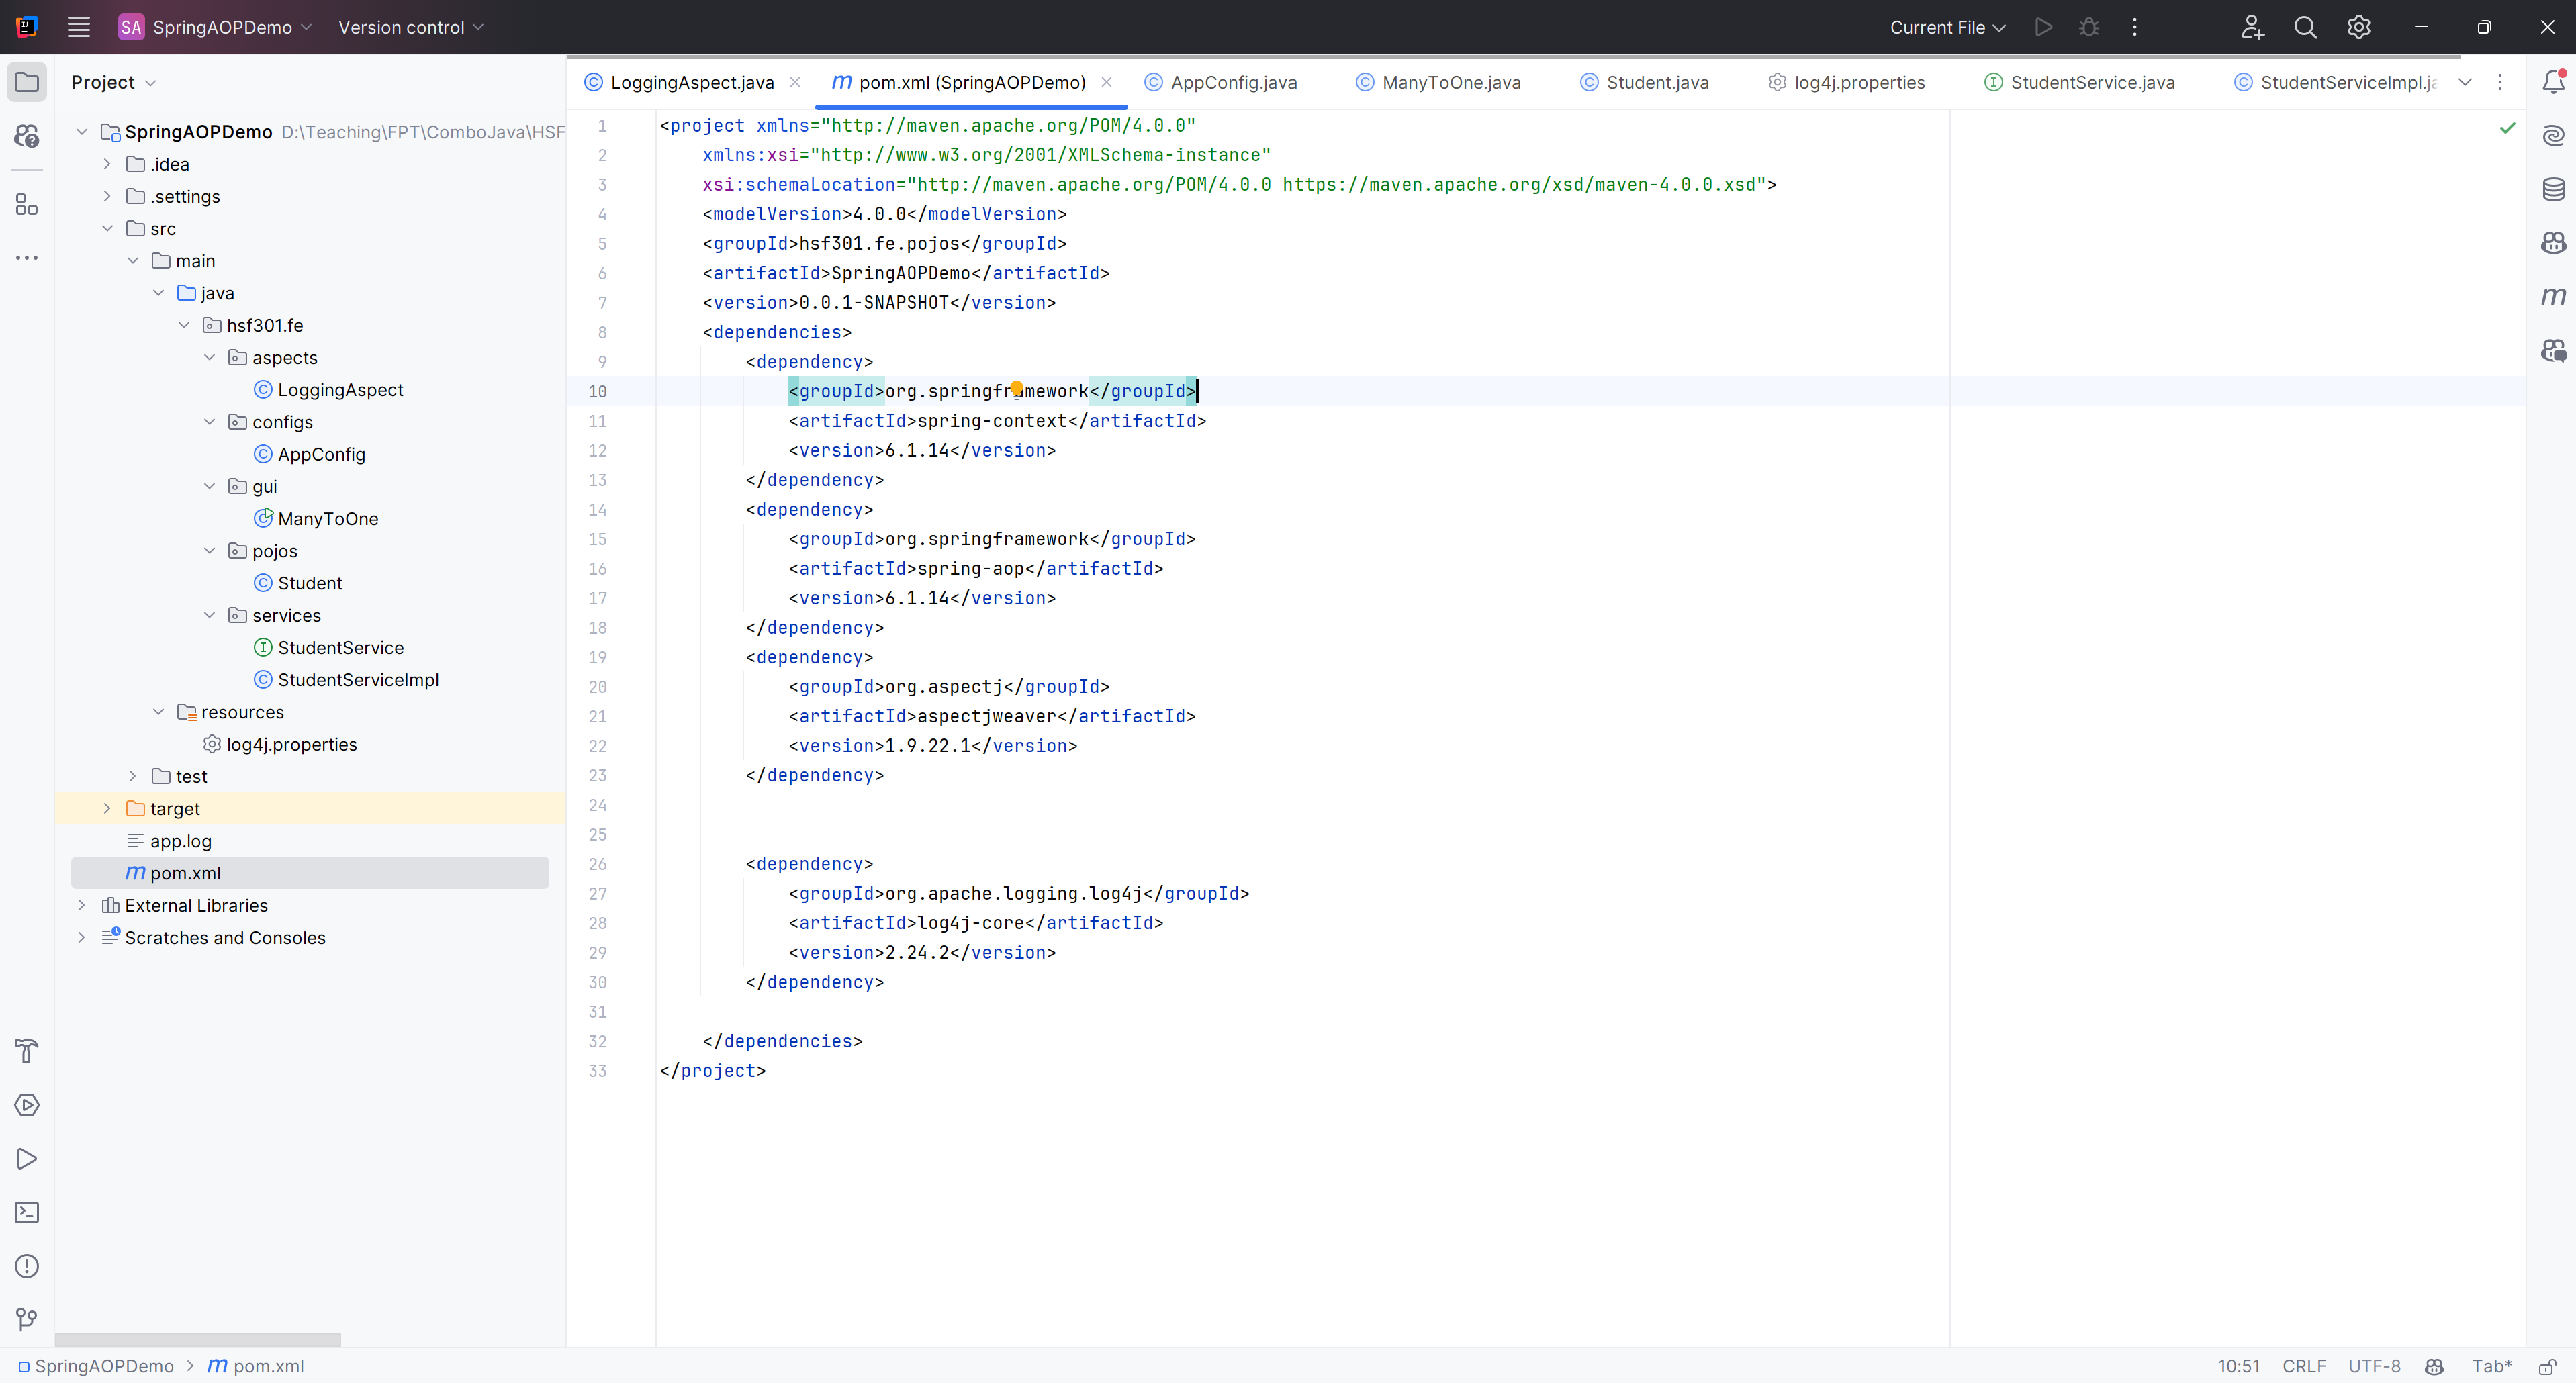 SA SpringAOPDemo Version control Current File
Project
SpringAOPDemo D:\Teaching\FPT\ComboJava\HSF
.idea
.settings
src
main
java
hsf301.fe
aspects
LoggingAspect
configs
AppConfig
gui
ManyToOne
pojos
Student
services
StudentService
StudentServiceImpl
resources
log4j.properties
test
target
app.log
pom.xml
External Libraries
Scratches and Consoles
LoggingAspect.java pom.xml (SpringAOPDemo) AppConfig.java ManyToOne.java Student.java log4j.properties StudentService.java StudentServiceImpl.ja
1 <project xmlns="http://maven.apache.org/POM/4.0.0"
2 xmlns:xsi="http://www.w3.org/2001/XMLSchema-instance"
3 xsi:schemaLocation="http://maven.apache.org/POM/4.0.0 https://maven.apache.org/xsd/maven-4.0.0.xsd">
4 <modelVersion>4.0.0</modelVersion>
5 <groupId>hsf301.fe.pojos</groupId>
6 <artifactId>SpringAOPDemo</artifactId>
7 <version>0.0.1-SNAPSHOT</version>
8 <dependencies>
9 <dependency>
10 <groupId>org.springframework</groupId>
11 <artifactId>spring-context</artifactId>
12 <version>6.1.14</version>
13 </dependency>
14 <dependency>
15 <groupId>org.springframework</groupId>
16 <artifactId>spring-aop</artifactId>
17 <version>6.1.14</version>
18 </dependency>
19 <dependency>
20 <groupId>org.aspectj</groupId>
21 <artifactId>aspectjweaver</artifactId>
22 <version>1.9.22.1</version>
23 </dependency>
24
25
26 <dependency>
27 <groupId>org.apache.logging.log4j</groupId>
28 <artifactId>log4j-core</artifactId>
29 <version>2.24.2</version>
30 </dependency>
31
32 </dependencies>
33 </project>
SpringAOPDemo > m pom.xml 10:51 CRLF UTF-8 Tab*